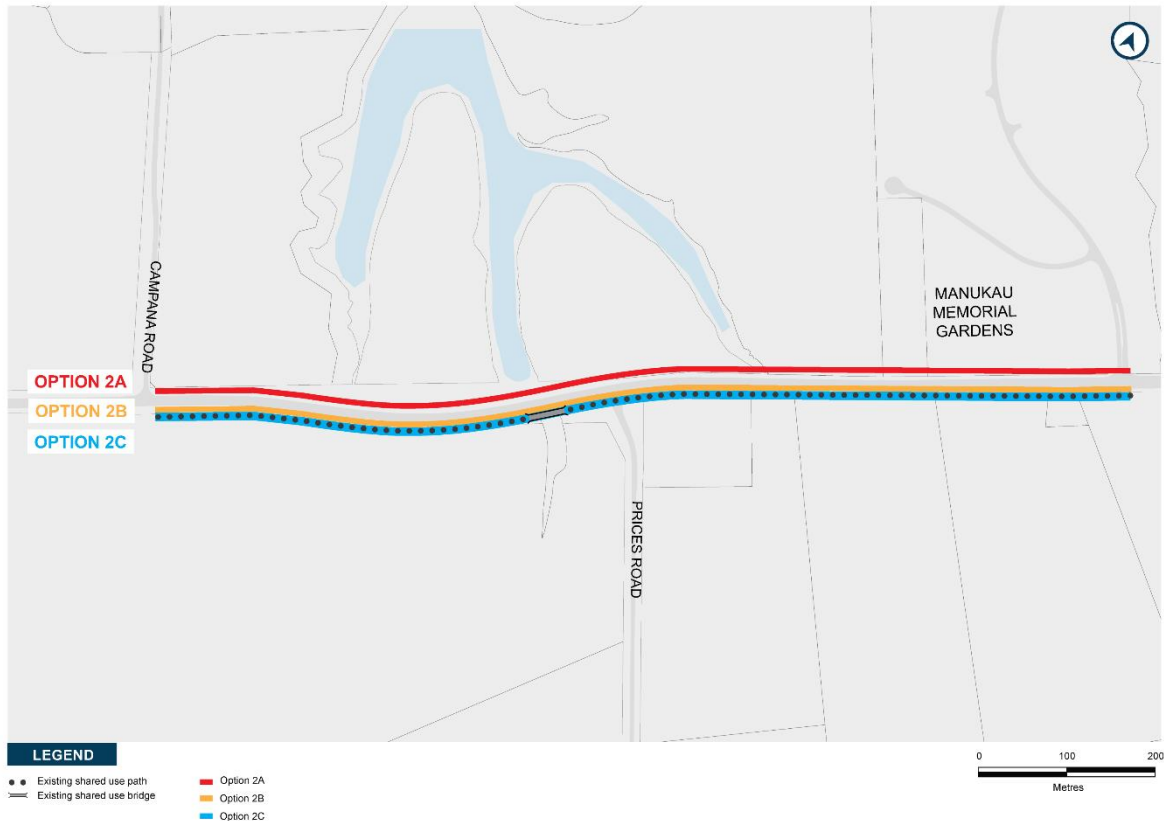 CAMPANA ROAD
MANUKAU
MEMORIAL
GARDENS
OPTION 2A
OPTION 2B
OPTION 2C
PRICES ROAD
LEGEND
Existing shared use path
Existing shared use bridge
Option 2A
Option 2B
Option 2C
0 100 200
Metres